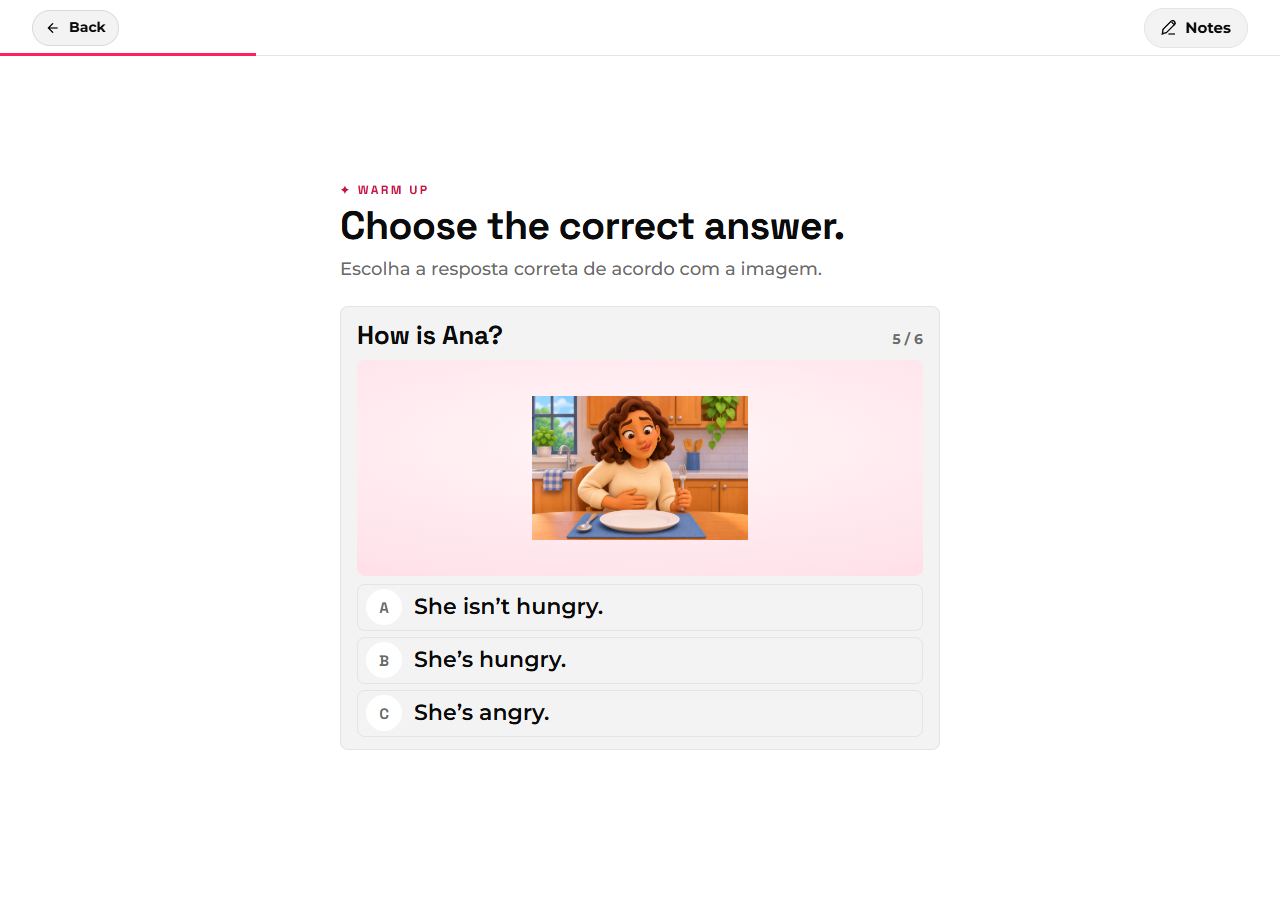 Back
Notes
✦ WARM UP
Choose the correct answer.
Escolha a resposta correta de acordo com a imagem.
How is Ana?
5 / 6
A She isn’t hungry.
B She’s hungry.
C She’s angry.